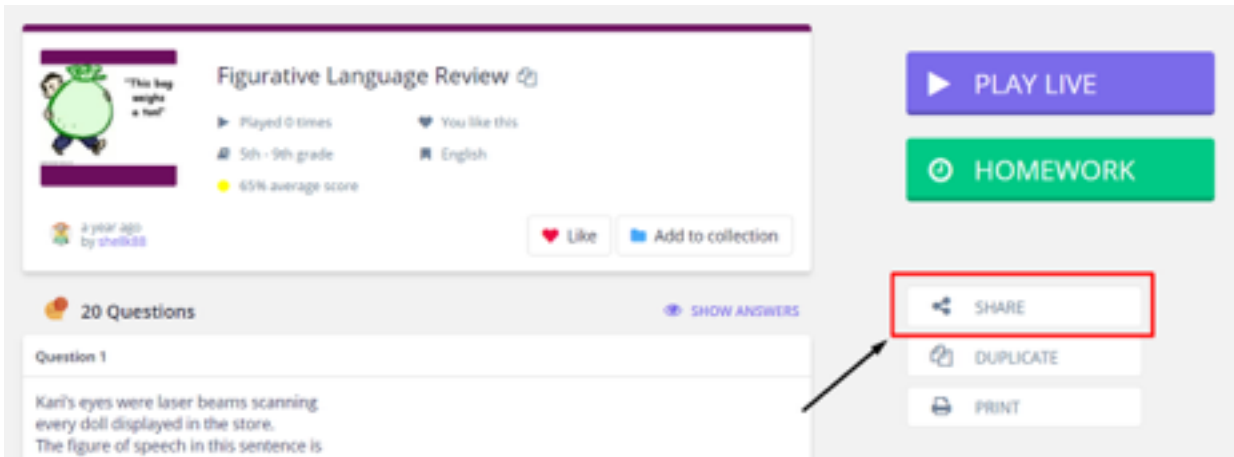 "This bag
weighs
a ton"
Figurative Language Review
Played 0 times
You like this
5th - 9th grade
English
65% average score
a year ago
by shellk88
Like
Add to collection
20 Questions
SHOW ANSWERS
Question 1
Kari's eyes were laser beams scanning
every doll displayed in the store.
The figure of speech in this sentence is
PLAY LIVE
HOMEWORK
SHARE
DUPLICATE
PRINT